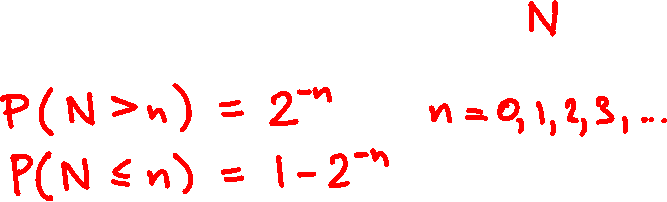 N
P(N > n) = 2⁻ⁿ n = 0, 1, 2, 3, ...
P(N ≤ n) = 1 - 2⁻ⁿ